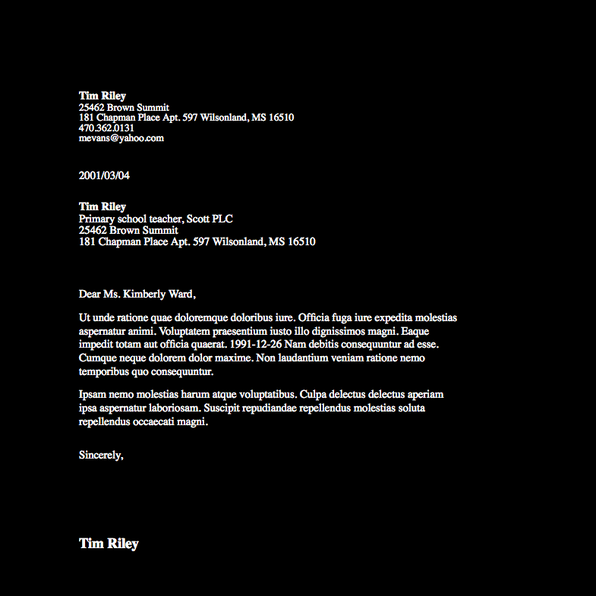 Tim Riley
25462 Brown Summit
181 Chapman Place Apt. 597 Wilsonland, MS 16510
470.362.0131
mevans@yahoo.com
2001/03/04
Tim Riley
Primary school teacher, Scott PLC
25462 Brown Summit
181 Chapman Place Apt. 597 Wilsonland, MS 16510
Dear Ms. Kimberly Ward,
Ut unde ratione quae doloremque doloribus iure. Officia fuga iure expedita molestias
aspernatur animi. Voluptatem praesentium iusto illo dignissimos magni. Eaque
impedit totam aut officia quaerat. 1991-12-26 Nam debitis consequuntur ad esse.
Cumque neque dolorem dolor maxime. Non laudantium veniam ratione nemo
temporibus quo consequuntur.
Ipsam nemo molestias harum atque voluptatibus. Culpa delectus delectus aperiam
ipsa aspernatur laboriosam. Suscipit repudiandae repellendus molestias soluta
repellendus occaecati magni.
Sincerely,
Tim Riley